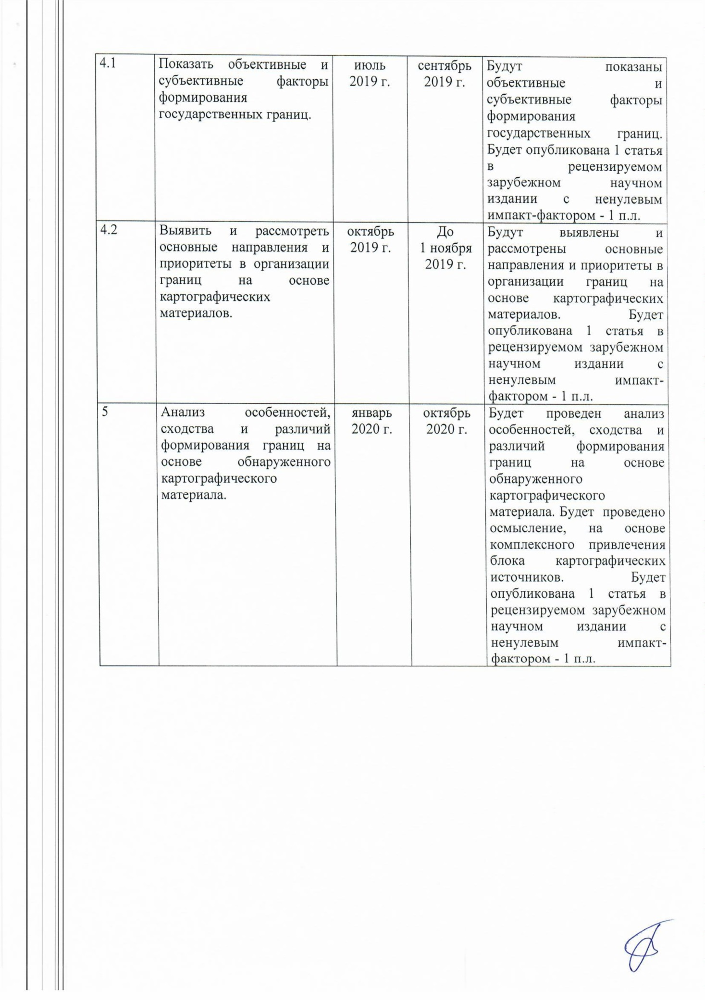 4.1
Показать объективные и
субъективные факторы
формирования
государственных границ.
июль
2019 г.
сентябрь
2019 г.
Будут показаны
объективные и
субъективные факторы
формирования
государственных границ.
Будет опубликована 1 статья
в рецензируемом
зарубежном научном
издании с ненулевым
импакт-фактором - 1 п.л.
4.2
Выявить и рассмотреть
основные направления и
приоритеты в организации
границ на основе
картографических
материалов.
октябрь
2019 г.
До
1 ноября
2019 г.
Будут выявлены и
рассмотрены основные
направления и приоритеты в
организации границ на
основе картографических
материалов. Будет
опубликована 1 статья в
рецензируемом зарубежном
научном издании с
ненулевым импакт-
фактором - 1 п.л.
5
Анализ особенностей,
сходства и различий
формирования границ на
основе обнаруженного
картографического
материала.
январь
2020 г.
октябрь
2020 г.
Будет проведен анализ
особенностей, сходства и
различий формирования
границ на основе
обнаруженного
картографического
материала. Будет проведено
осмысление, на основе
комплексного привлечения
блока картографических
источников. Будет
опубликована 1 статья в
рецензируемом зарубежном
научном издании с
ненулевым импакт-
фактором - 1 п.л.